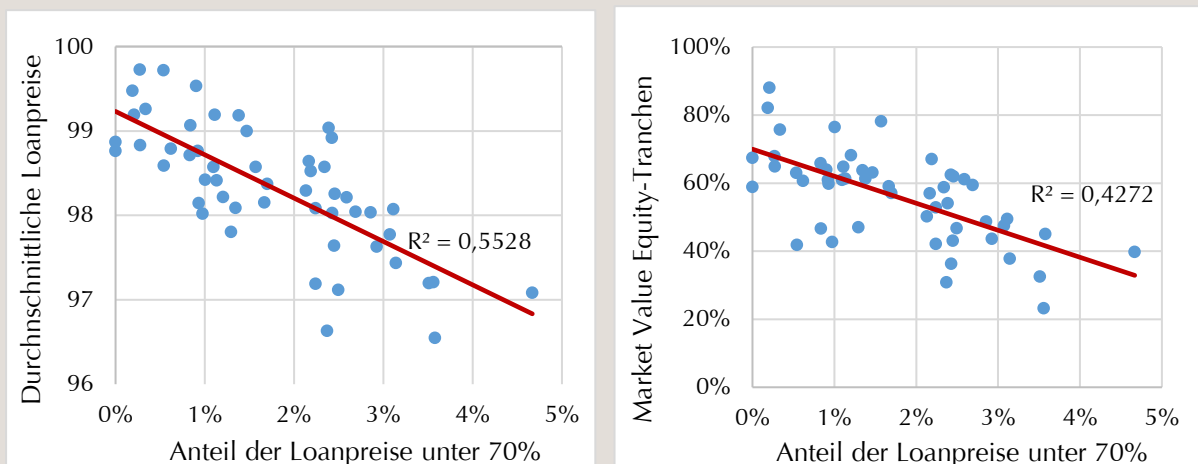 Durchnschnittliche Loanpreise
100
99
98
97
96
R² = 0,5528
0% 1% 2% 3% 4% 5%
Anteil der Loanpreise unter 70%
Market Value Equity-Tranchen
100%
80%
60%
40%
20%
0%
R² = 0,4272
0% 1% 2% 3% 4% 5%
Anteil der Loanpreise unter 70%